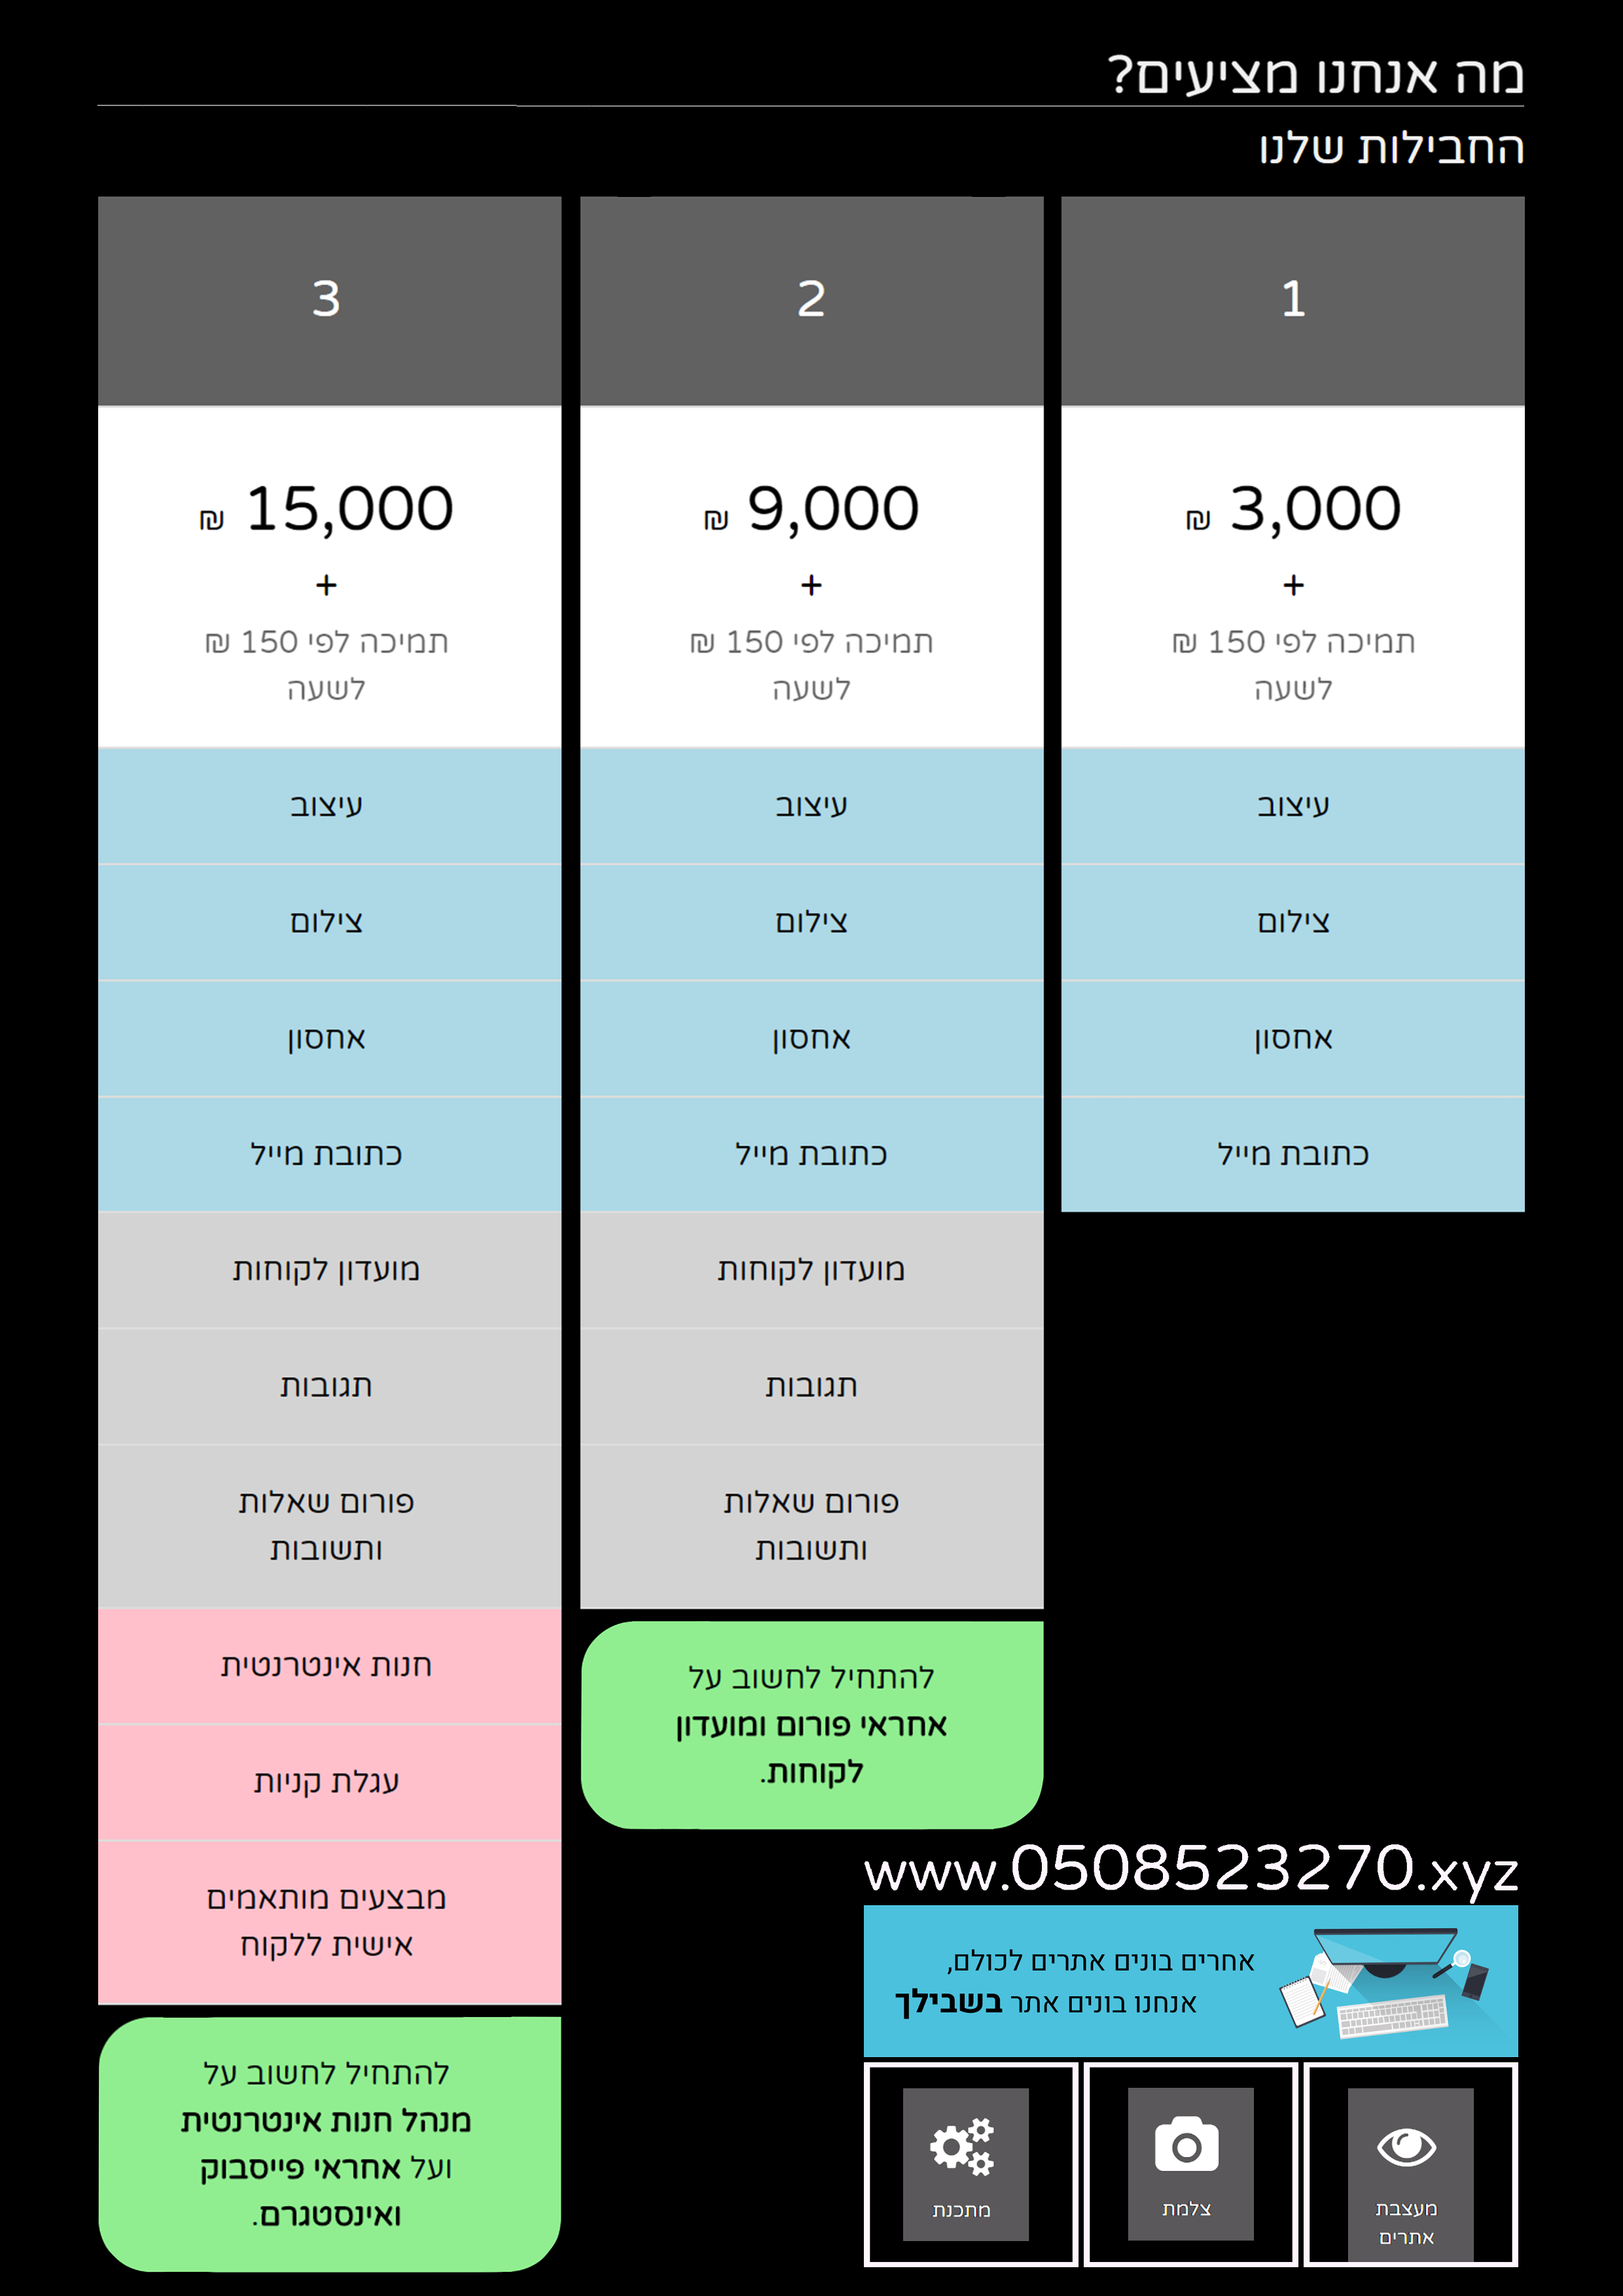 מה אנחנו מציעים?
החבילות שלנו
1
3,000 ₪
+
תמיכה לפי 150 ₪
לשעה
עיצוב
צילום
אחסון
כתובת מייל
2
9,000 ₪
+
תמיכה לפי 150 ₪
לשעה
עיצוב
צילום
אחסון
כתובת מייל
מועדון לקוחות
תגובות
פורום שאלות
ותשובות
להתחיל לחשוב על
אחראי פורום ומועדון
לקוחות.
3
15,000 ₪
+
תמיכה לפי 150 ₪
לשעה
עיצוב
צילום
אחסון
כתובת מייל
מועדון לקוחות
תגובות
פורום שאלות
ותשובות
חנות אינטרנטית
עגלת קניות
מבצעים מותאמים
אישית ללקוח
להתחיל לחשוב על
מנהל חנות אינטרנטית
ועל אחראי פייסבוק
ואינסטגרם.
www.0508523270.xyz
אחרים בונים אתרים לכולם,
אנחנו בונים אתר בשבילך
מעצבת
אתרים
צלמת
מתכנת